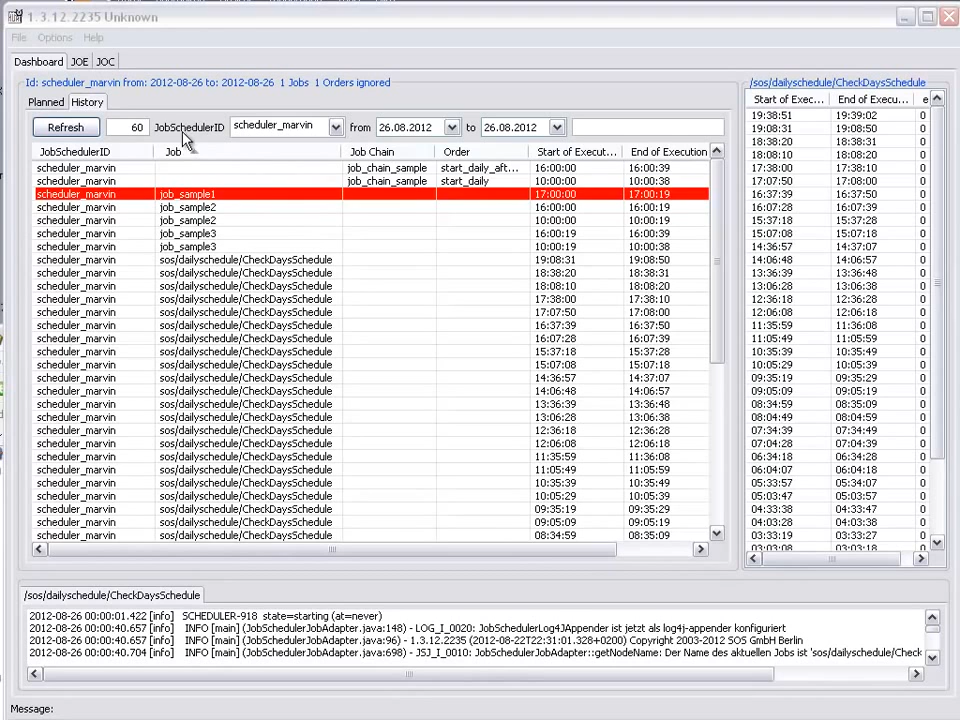 1.3.12.2235 Unknown
File Options Help
Dashboard JOE JOC
Id: scheduler_marvin from: 2012-08-26 to: 2012-08-26 1 Jobs 1 Orders ignored
Planned History
Refresh 60 JobSchedulerID scheduler_marvin from 26.08.2012 to 26.08.2012
JobSchedulerID Job Job Chain Order Start of Execut... End of Execution
scheduler_marvin job_chain_sample start_daily_aft... 16:00:00 16:00:39
scheduler_marvin job_chain_sample start_daily 10:00:00 10:00:38
scheduler_marvin job_sample1 17:00:00 17:00:19
scheduler_marvin job_sample2 16:00:00 16:00:19
scheduler_marvin job_sample2 10:00:00 10:00:19
scheduler_marvin job_sample3 16:00:19 16:00:39
scheduler_marvin job_sample3 10:00:19 10:00:38
scheduler_marvin sos/dailyschedule/CheckDaysSchedule 19:08:31 19:08:50
scheduler_marvin sos/dailyschedule/CheckDaysSchedule 18:38:20 18:38:31
scheduler_marvin sos/dailyschedule/CheckDaysSchedule 18:08:10 18:08:20
scheduler_marvin sos/dailyschedule/CheckDaysSchedule 17:38:00 17:38:10
scheduler_marvin sos/dailyschedule/CheckDaysSchedule 17:07:50 17:08:00
scheduler_marvin sos/dailyschedule/CheckDaysSchedule 16:37:39 16:37:50
scheduler_marvin sos/dailyschedule/CheckDaysSchedule 16:07:28 16:07:39
scheduler_marvin sos/dailyschedule/CheckDaysSchedule 15:37:18 15:37:28
scheduler_marvin sos/dailyschedule/CheckDaysSchedule 15:07:08 15:07:18
scheduler_marvin sos/dailyschedule/CheckDaysSchedule 14:36:57 14:37:07
scheduler_marvin sos/dailyschedule/CheckDaysSchedule 14:06:48 14:06:57
scheduler_marvin sos/dailyschedule/CheckDaysSchedule 13:36:39 13:36:48
scheduler_marvin sos/dailyschedule/CheckDaysSchedule 13:06:28 13:06:38
scheduler_marvin sos/dailyschedule/CheckDaysSchedule 12:36:18 12:36:28
scheduler_marvin sos/dailyschedule/CheckDaysSchedule 12:06:08 12:06:18
scheduler_marvin sos/dailyschedule/CheckDaysSchedule 11:35:59 11:36:08
scheduler_marvin sos/dailyschedule/CheckDaysSchedule 11:05:49 11:05:59
scheduler_marvin sos/dailyschedule/CheckDaysSchedule 10:35:39 10:35:49
scheduler_marvin sos/dailyschedule/CheckDaysSchedule 10:05:29 10:05:39
scheduler_marvin sos/dailyschedule/CheckDaysSchedule 09:35:19 09:35:29
scheduler_marvin sos/dailyschedule/CheckDaysSchedule 09:05:09 09:05:19
scheduler_marvin sos/dailyschedule/CheckDaysSchedule 08:34:59 08:35:09
/sos/dailyschedule/CheckDaysSchedule
Start of Exec... End of Exec... e
19:38:51 19:39:02 0
19:08:31 19:08:50 0
18:38:20 18:38:31 0
18:08:10 18:08:20 0
17:38:00 17:38:10 0
17:07:50 17:08:00 0
16:37:39 16:37:50 0
16:07:28 16:07:39 0
15:37:18 15:37:28 0
15:07:08 15:07:18 0
14:36:57 14:37:07 0
14:06:48 14:06:57 0
13:36:39 13:36:48 0
13:06:28 13:06:38 0
12:36:18 12:36:28 0
12:06:08 12:06:18 0
11:35:59 11:36:08 0
11:05:49 11:05:59 0
10:35:39 10:35:49 0
10:05:29 10:05:39 0
09:35:19 09:35:29 0
09:05:09 09:05:19 0
08:34:59 08:35:09 0
08:04:49 08:04:59 0
07:34:39 07:34:49 0
07:04:28 07:04:39 0
06:34:18 06:34:28 0
06:04:07 06:04:18 0
05:33:57 05:34:07 0
05:03:47 05:03:57 0
04:33:38 04:33:47 0
04:03:28 04:03:38 0
03:33:18 03:33:27 0
03:03:08 03:03:18 0
/sos/dailyschedule/CheckDaysSchedule
2012-08-26 00:00:01.422 [info] SCHEDULER-918 state=starting (at=never)
2012-08-26 00:00:40.657 [info] INFO [main] (JobSchedulerJobAdapter.java:148) - LOG_I_0020: JobSchedulerLog4JAppender ist jetzt als log4j-appender konfiguriert
2012-08-26 00:00:40.657 [info] INFO [main] (JobSchedulerJobAdapter.java:96) - 1.3.12.2235 (2012-08-22T22:31:01.328+0200) Copyright 2003-2012 SOS GmbH Berlin
2012-08-26 00:00:40.704 [info] INFO [main] (JobSchedulerJobAdapter.java:698) - JSJ_I_0010: JobSchedulerJobAdapter::getNodeName: Der Name des aktuellen Jobs ist 'sos/dailyschedule/Check
Message: